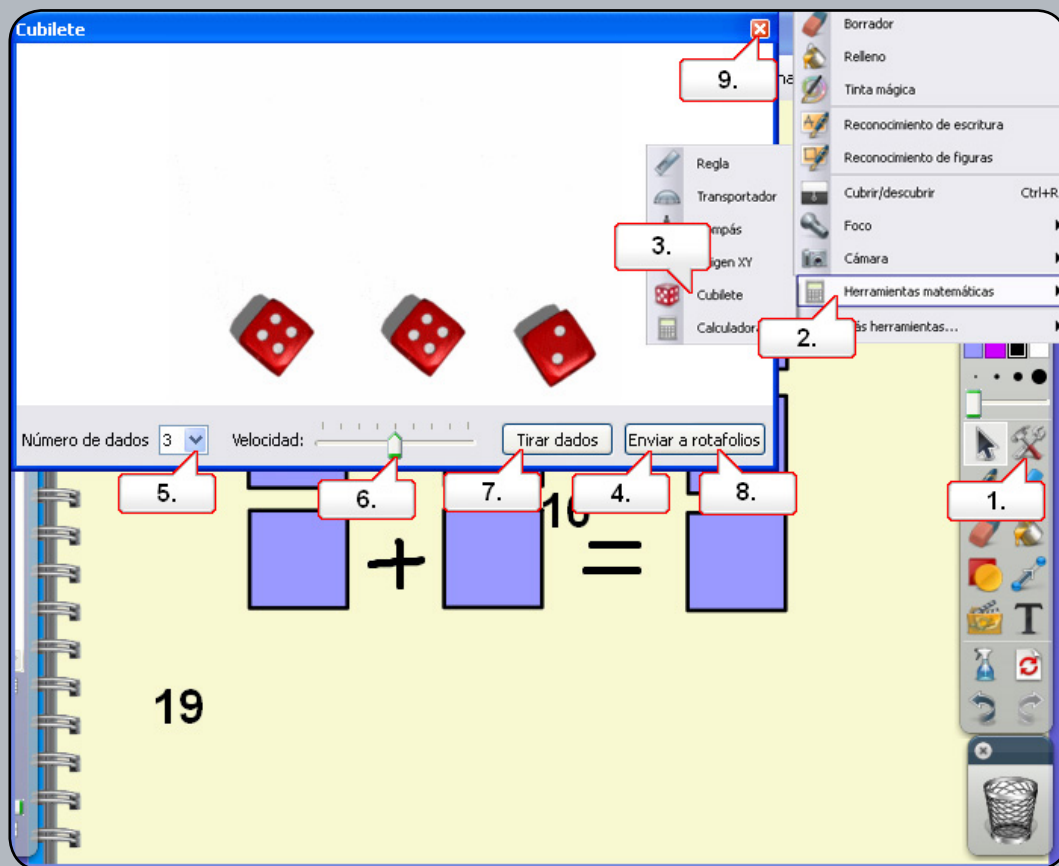 Cubilete
9.
Borrador
Relleno
Tinta mágica
Reconocimiento de escritura
Reconocimiento de figuras
Cubrir/descubrir Ctrl+R
Foco
Cámara
Herramientas matemáticas
2.
Regla
Transportador
3.
Cubilete
Número de dados 3
Velocidad:
Tirar dados
Enviar a rotafolios
5.
6.
7.
4.
8.
1.
+ =
19
T